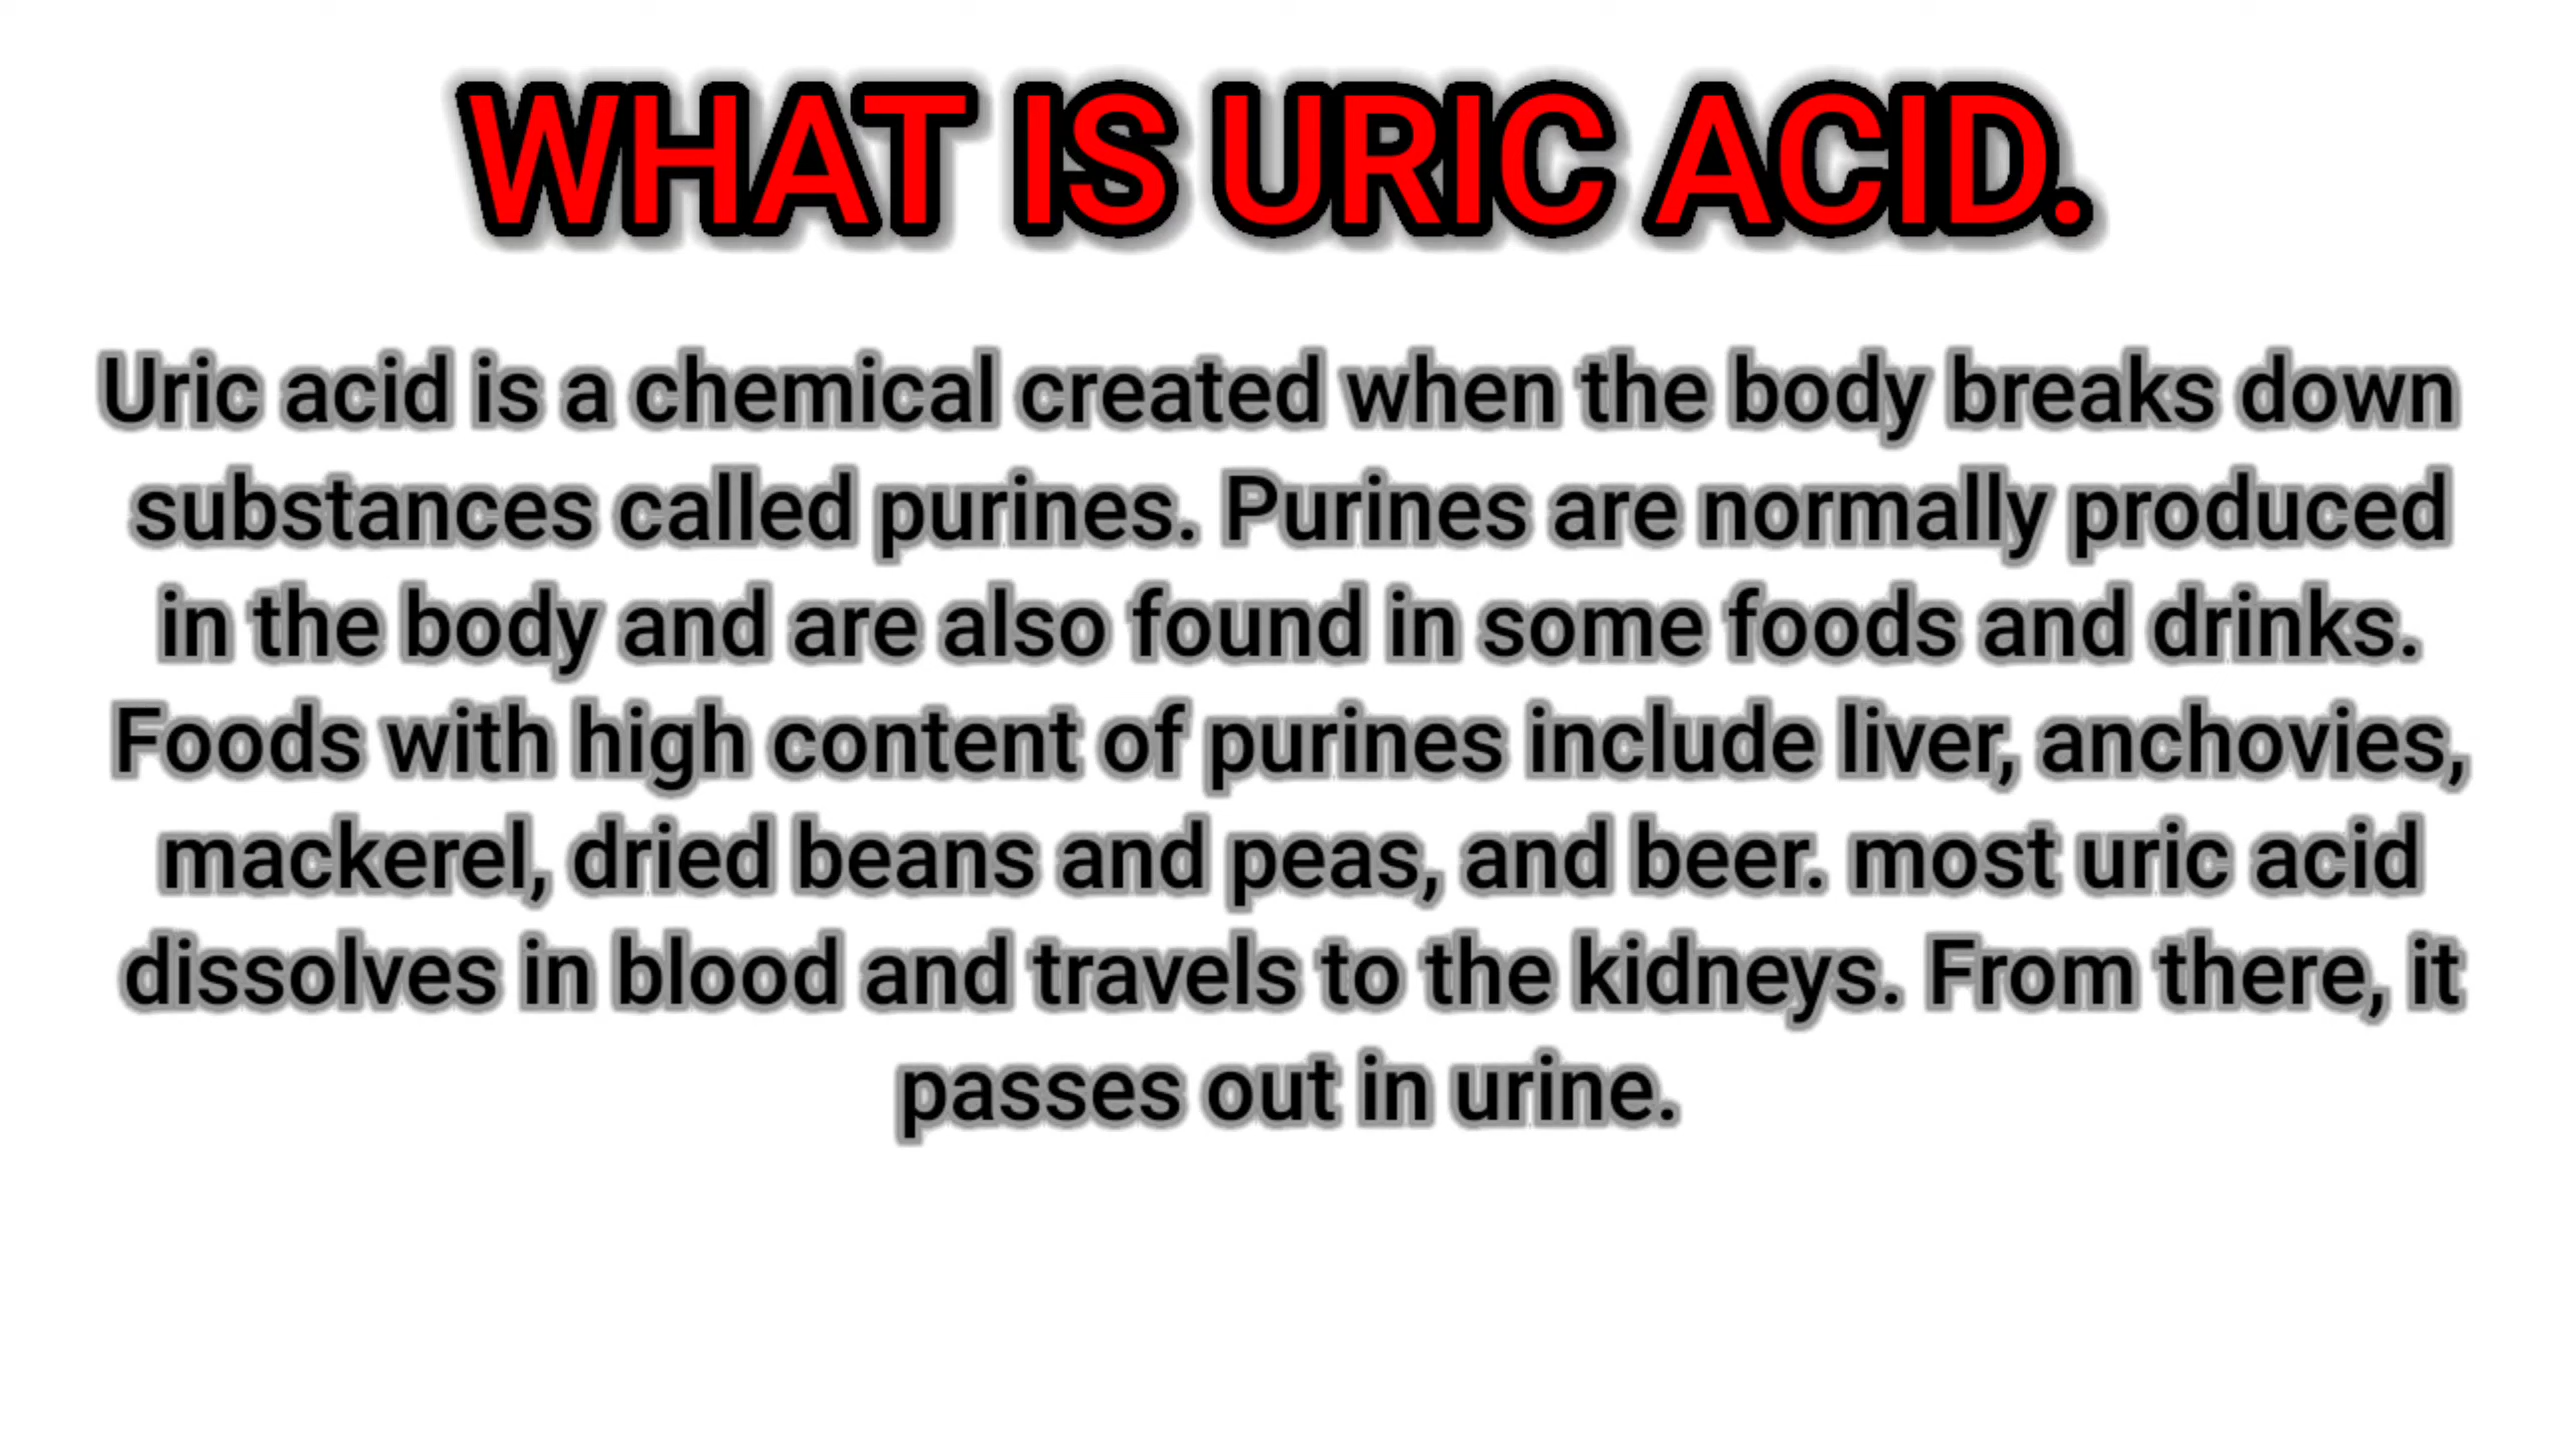 WHAT IS URIC ACID.
Uric acid is a chemical created when the body breaks down
substances called purines. Purines are normally produced
in the body and are also found in some foods and drinks.
Foods with high content of purines include liver, anchovies,
mackerel, dried beans and peas, and beer. most uric acid
dissolves in blood and travels to the kidneys. From there, it
passes out in urine.